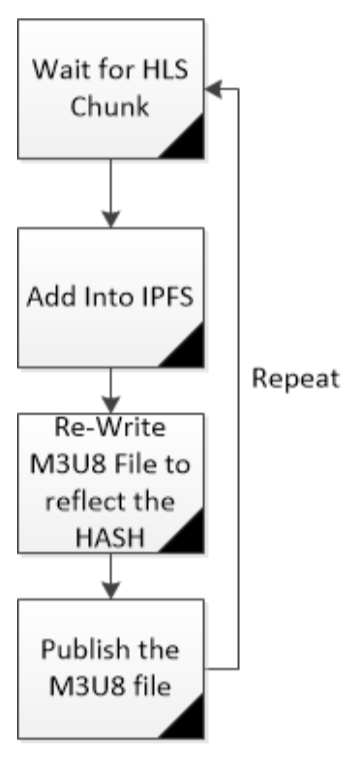 Wait for HLS
Chunk
Add Into IPFS
Repeat
Re-Write
M3U8 File to
reflect the
HASH
Publish the
M3U8 file